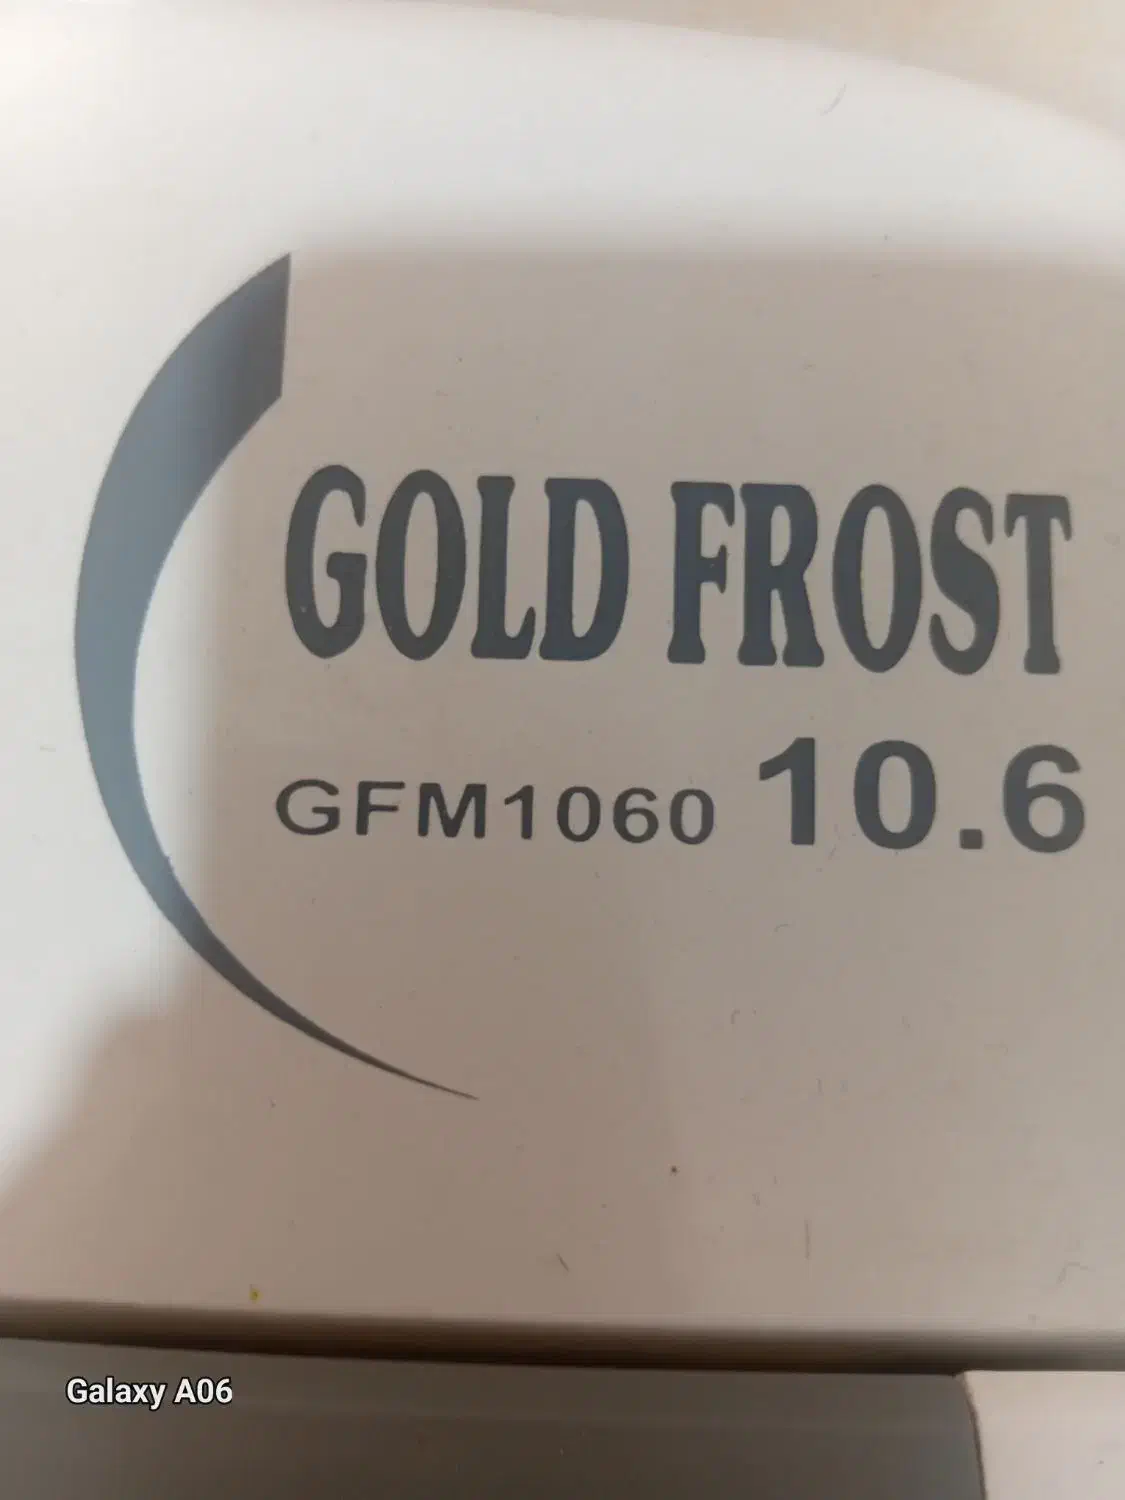 GOLD FROST
GFM1060 10.6
Galaxy A06